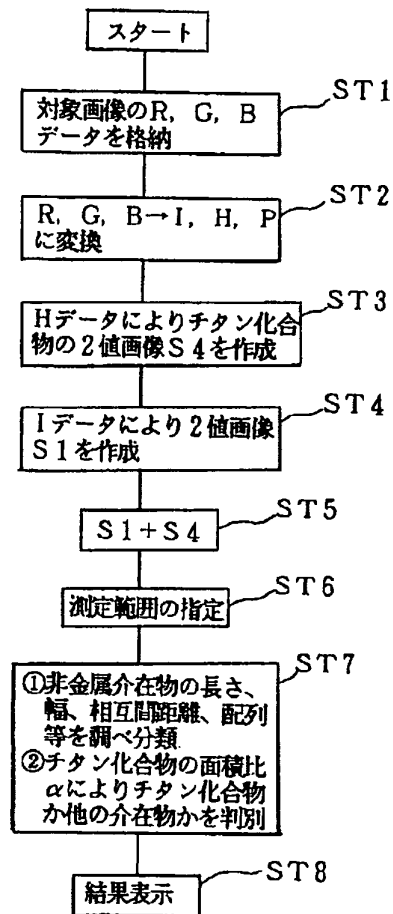 スタート
対象画像のR, G, B
データを格納
ST1
R, G, B→I, H, P
に変換
ST2
Hデータによりチタン化合
物の2値画像S4を作成
ST3
Iデータにより2値画像
S1を作成
ST4
S1+S4
ST5
測定範囲の指定
ST6
①非金属介在物の長さ、
幅、相互間距離、配列
等を調べ分類
②チタン化合物の面積比
αによりチタン化合物
か他の介在物かを判別
ST7
結果表示
ST8